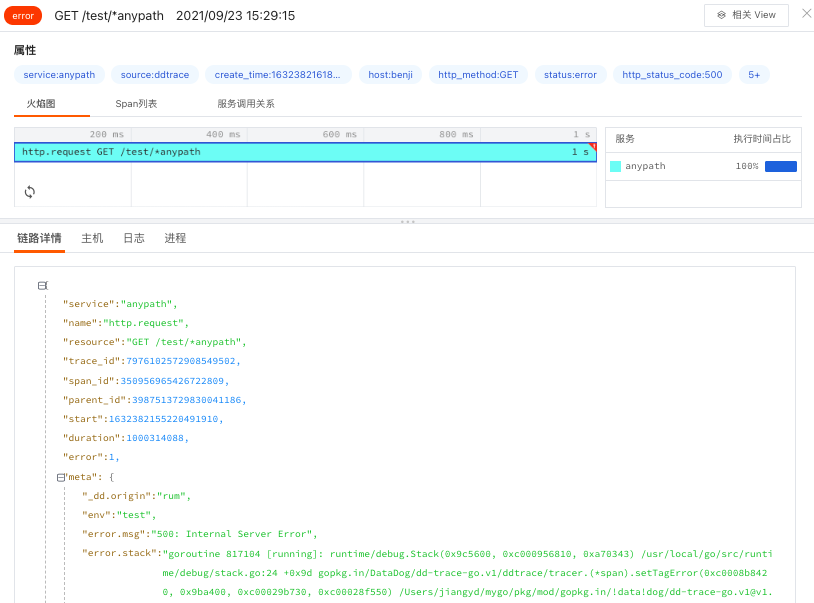 error GET /test/*anypath 2021/09/23 15:29:15 相关 View
属性
service:anypath source:ddtrace create_time:16323821618... host:benji http_method:GET status:error http_status_code:500 5+
火焰图 Span列表 服务调用关系
200 ms 400 ms 600 ms 800 ms 1 s
服务 执行时间占比
http.request GET /test/*anypath 1 s
anypath 100%
链路详情 主机 日志 进程
{
"service":"anypath",
"name":"http.request",
"resource":"GET /test/*anypath",
"trace_id":7976102572908549502,
"span_id":350956965426722809,
"parent_id":3987513729830041186,
"start":1632382155220491910,
"duration":1000314088,
"error":1,
"meta": {
"_dd.origin":"rum",
"env":"test",
"error.msg":"500: Internal Server Error",
"error.stack":"goroutine 817104 [running]: runtime/debug.Stack(0x9c5600, 0xc000956810, 0xa70343) /usr/local/go/src/runti
me/debug/stack.go:24 +0x9d gopkg.in/DataDog/dd-trace-go.v1/ddtrace/tracer.(*span).setTagError(0xc0008b842
0, 0x9ba400, 0xc00029b730, 0xc00028f550) /Users/jiangyd/mygo/pkg/mod/gopkg.in/!data!dog/dd-trace-go.v1@v1.